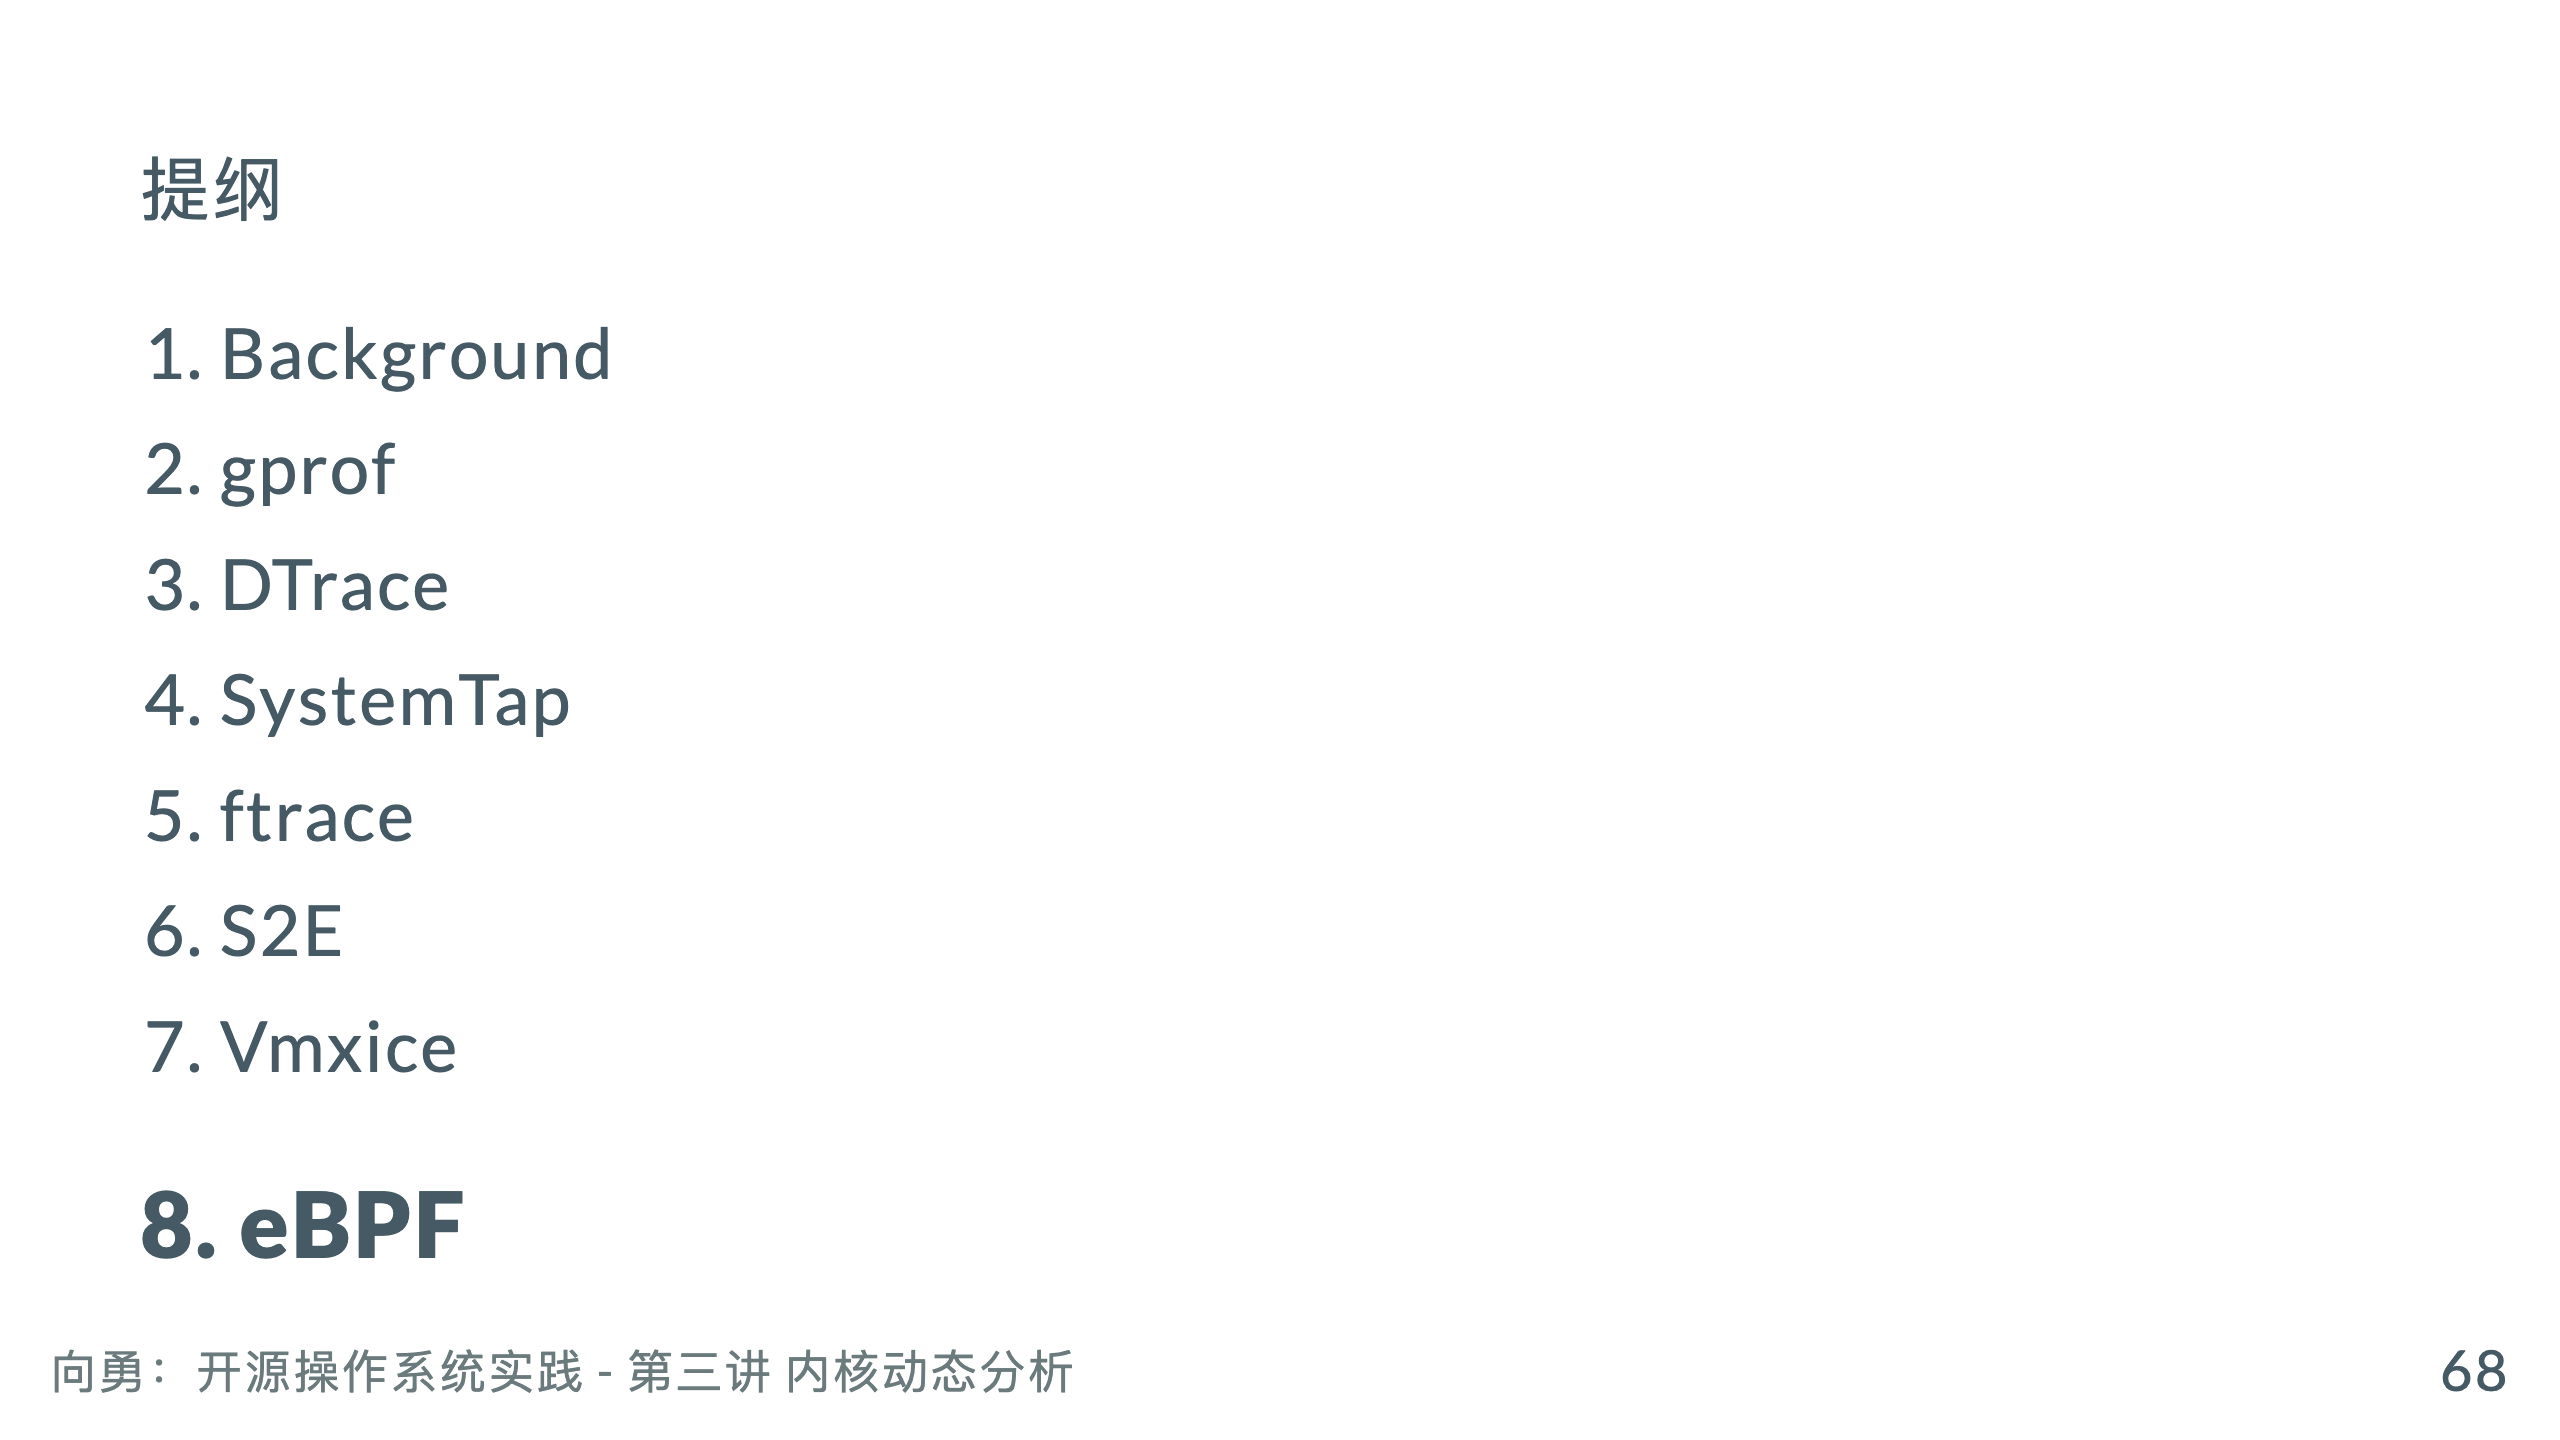 提纲
1. Background
2. gprof
3. DTrace
4. SystemTap
5. ftrace
6. S2E
7. Vmxice
8. eBPF
向勇：开源操作系统实践 - 第三讲 内核动态分析
68